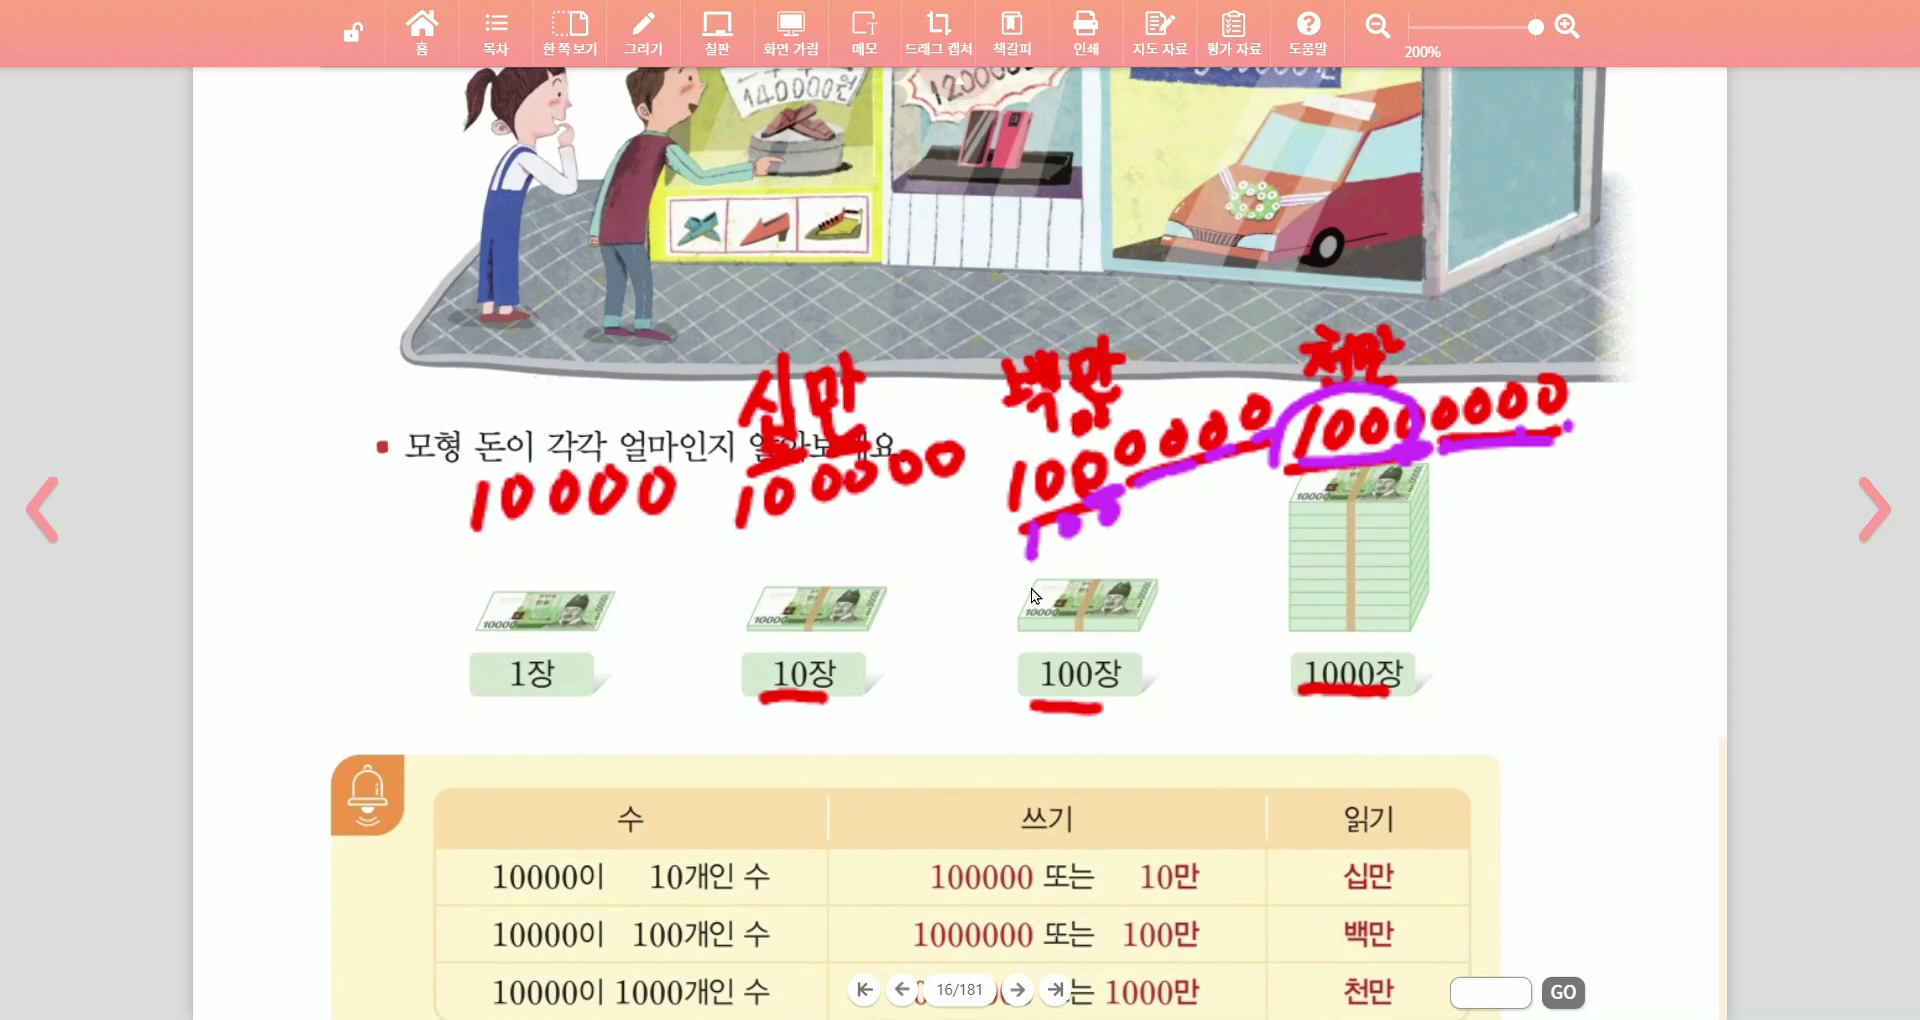 홈
목차
한 쪽 보기
그리기
칠판
화면 가림
메모
드래그 캡처
책갈피
인쇄
지도 자료
평가 자료
도움말
200%
140000원
십만
백만
천만
모형 돈이 각각 얼마인지
10000
100000
1000000
10000000
100
10000
10000
10000
10000
1장
10장
100장
1000장
수 쓰기 읽기
10000이 10개인 수 100000 또는 10만 십만
10000이 100개인 수 1000000 또는 100만 백만
10000이 1000개인 수 1000만 천만
16/181
GO